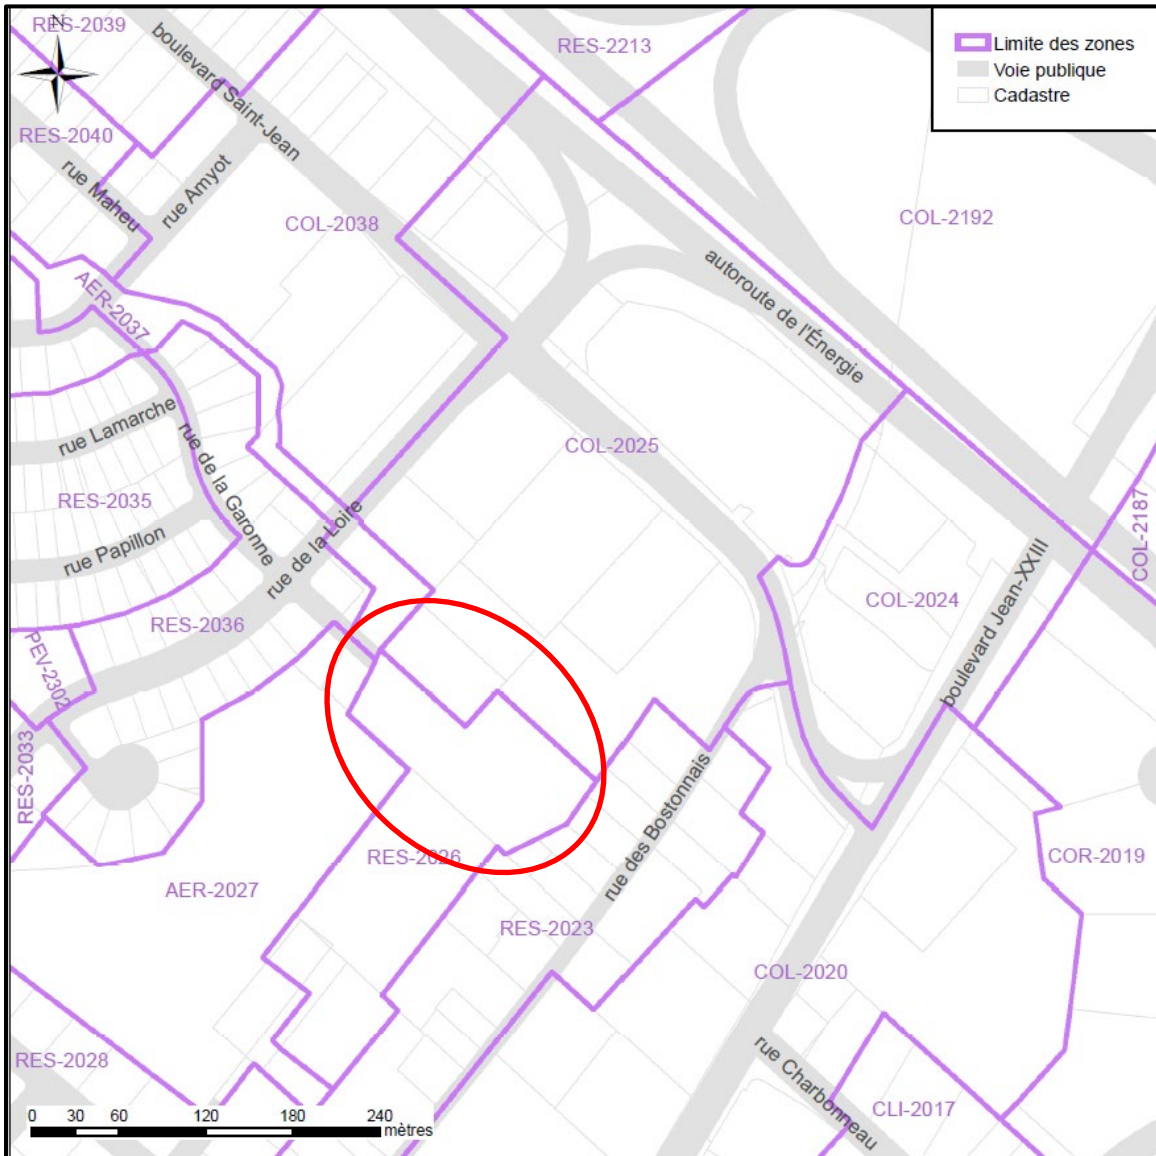 RES-2039
N
boulevard Saint-Jean
RES-2213
Limite des zones
Voie publique
Cadastre
RES-2040
rue Maheu
rue Amyot
COL-2038
COL-2192
AER-2037
autoroute de l'Énergie
rue Lamarche
rue de la Garonne
COL-2025
RES-2035
rue de la Loire
rue Papillon
COL-2187
boulevard Jean-XXIII
COL-2024
RES-2036
PEV-2302
RES-2033
rue des Bostonnais
RES-2026
COR-2019
AER-2027
RES-2023
COL-2020
RES-2028
rue Charbonneau
CLI-2017
0 30 60 120 180 240
mètres